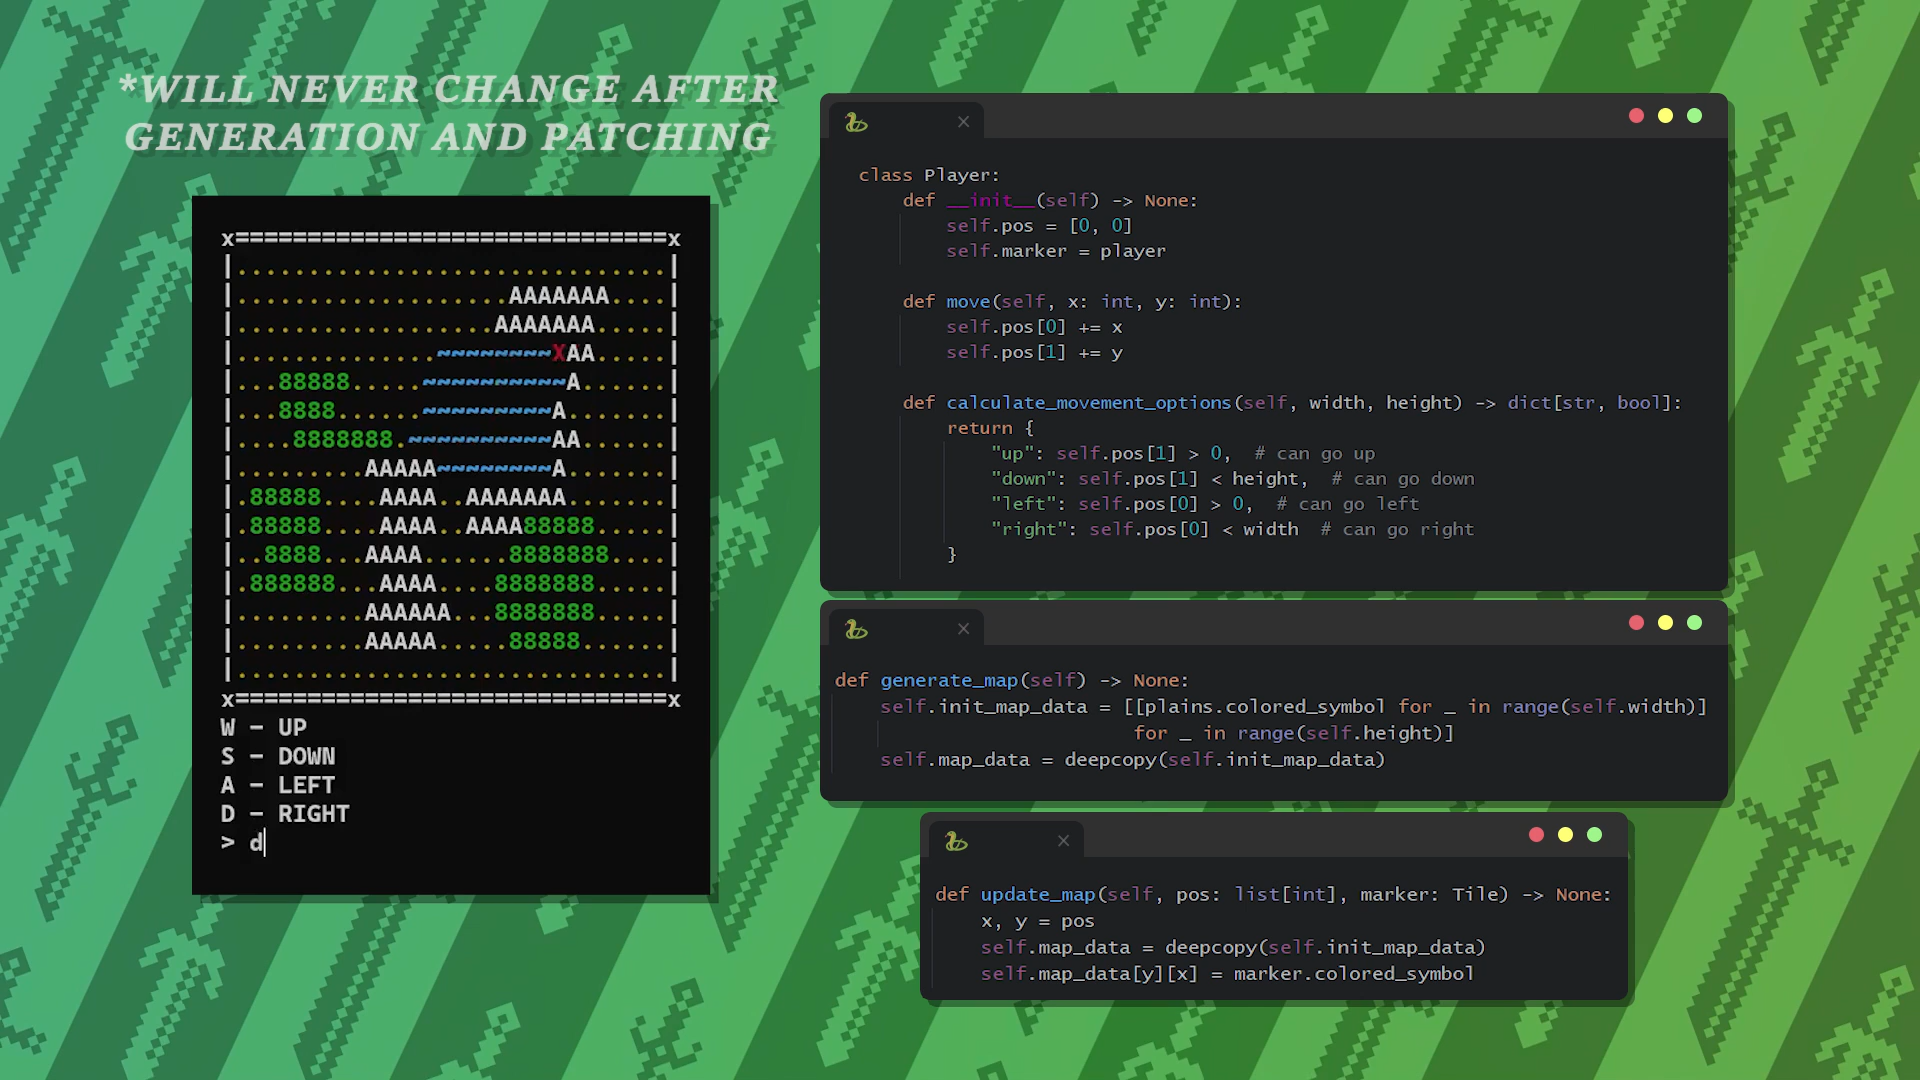 *WILL NEVER CHANGE AFTER
GENERATION AND PATCHING
x==============================x
|..............................|
|...................AAAAAAA....|
|..................AAAAAAA.....|
|..............~~~~~~~~XAA.....|
|...88888.....~~~~~~~~~~A......|
|...8888......~~~~~~~~~A.......|
|....8888888.~~~~~~~~~~AA......|
|.........AAAAA~~~~~~~~A.......|
|.88888....AAAA..AAAAAAA.......|
|.88888....AAAA..AAAA88888.....|
|..8888...AAAA......8888888....|
|.888888...AAAA....8888888.....|
|.........AAAAAA...8888888.....|
|.........AAAAA.....88888......|
|..............................|
x==============================x
W - UP
S - DOWN
A - LEFT
D - RIGHT
> d
class Player:
    def __init__(self) -> None:
        self.pos = [0, 0]
        self.marker = player
    def move(self, x: int, y: int):
        self.pos[0] += x
        self.pos[1] += y
    def calculate_movement_options(self, width, height) -> dict[str, bool]:
        return {
            "up": self.pos[1] > 0,  # can go up
            "down": self.pos[1] < height,  # can go down
            "left": self.pos[0] > 0,  # can go left
            "right": self.pos[0] < width  # can go right
        }
def generate_map(self) -> None:
    self.init_map_data = [[plains.colored_symbol for _ in range(self.width)]
                          for _ in range(self.height)]
    self.map_data = deepcopy(self.init_map_data)
def update_map(self, pos: list[int], marker: Tile) -> None:
    x, y = pos
    self.map_data = deepcopy(self.init_map_data)
    self.map_data[y][x] = marker.colored_symbol